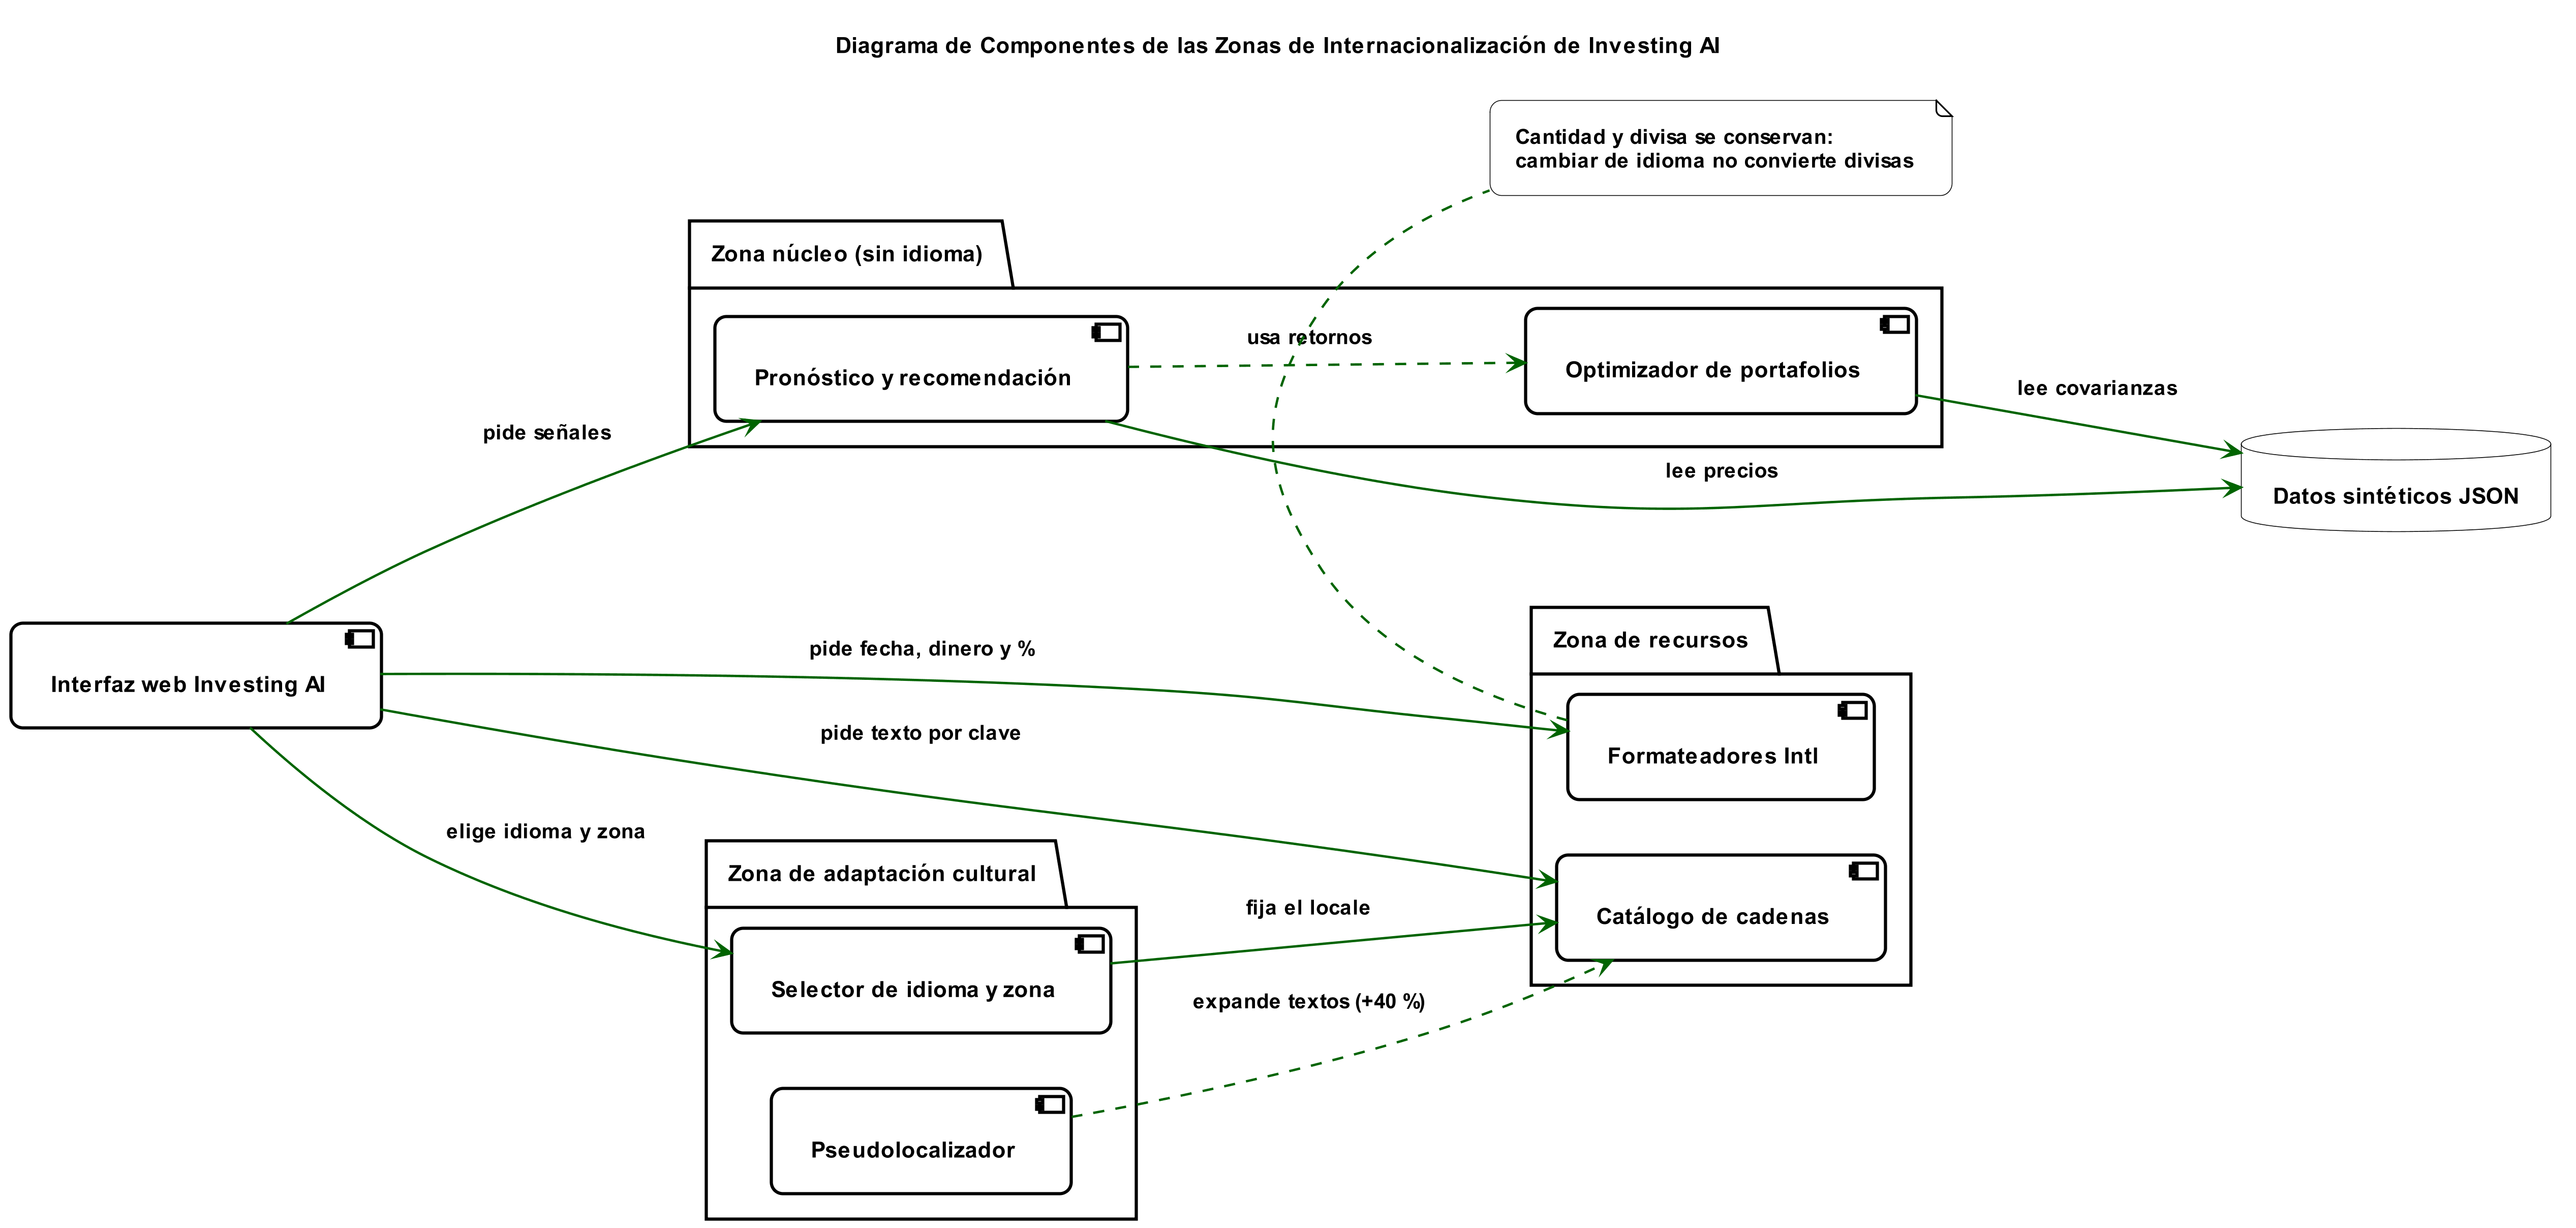 Diagrama de Componentes de las Zonas de Internacionalización de Investing AI
Cantidad y divisa se conservan:
cambiar de idioma no convierte divisas
Zona núcleo (sin idioma)
Pronóstico y recomendación
usa retornos
Optimizador de portafolios
lee covarianzas
pide señales
lee precios
Datos sintéticos JSON
Interfaz web Investing AI
pide fecha, dinero y %
pide texto por clave
elige idioma y zona
Zona de recursos
Formateadores Intl
Catálogo de cadenas
Zona de adaptación cultural
Selector de idioma y zona
fija el locale
expande textos (+40 %)
Pseudolocalizador